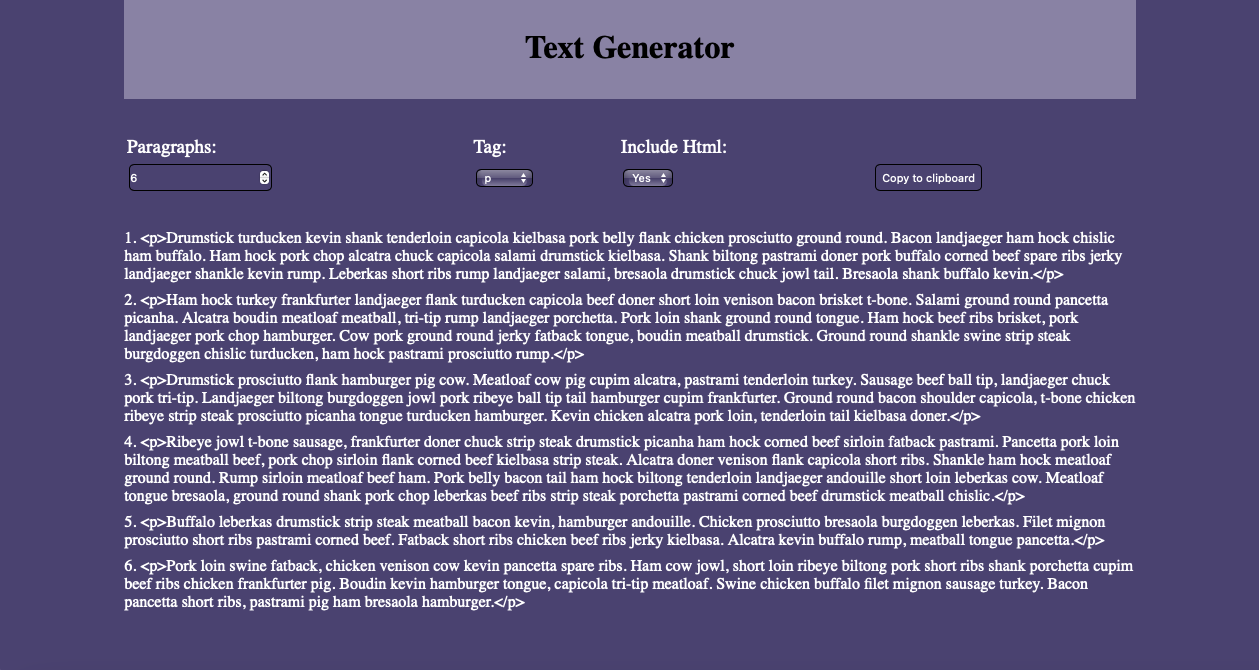 Text Generator
Paragraphs:
Tag:
Include Html:
6
p
Yes
Copy to clipboard
1. <p>Drumstick turducken kevin shank tenderloin capicola kielbasa pork belly flank chicken prosciutto ground round. Bacon landjaeger ham hock chislic
ham buffalo. Ham hock pork chop alcatra chuck capicola salami drumstick kielbasa. Shank biltong pastrami doner pork buffalo corned beef spare ribs jerky
landjaeger shankle kevin rump. Leberkas short ribs rump landjaeger salami, bresaola drumstick chuck jowl tail. Bresaola shank buffalo kevin.</p>
2. <p>Ham hock turkey frankfurter landjaeger flank turducken capicola beef doner short loin venison bacon brisket t-bone. Salami ground round pancetta
picanha. Alcatra boudin meatloaf meatball, tri-tip rump landjaeger porchetta. Pork loin shank ground round tongue. Ham hock beef ribs brisket, pork
landjaeger pork chop hamburger. Cow pork ground round jerky fatback tongue, boudin meatball drumstick. Ground round shankle swine strip steak
burgdoggen chislic turducken, ham hock pastrami prosciutto rump.</p>
3. <p>Drumstick prosciutto flank hamburger pig cow. Meatloaf cow pig cupim alcatra, pastrami tenderloin turkey. Sausage beef ball tip, landjaeger chuck
pork tri-tip. Landjaeger biltong burgdoggen jowl pork ribeye ball tip tail hamburger cupim frankfurter. Ground round bacon shoulder capicola, t-bone chicken
ribeye strip steak prosciutto picanha tongue turducken hamburger. Kevin chicken alcatra pork loin, tenderloin tail kielbasa doner.</p>
4. <p>Ribeye jowl t-bone sausage, frankfurter doner chuck strip steak drumstick picanha ham hock corned beef sirloin fatback pastrami. Pancetta pork loin
biltong meatball beef, pork chop sirloin flank corned beef kielbasa strip steak. Alcatra doner venison flank capicola short ribs. Shankle ham hock meatloaf
ground round. Rump sirloin meatloaf beef ham. Pork belly bacon tail ham hock biltong tenderloin landjaeger andouille short loin leberkas cow. Meatloaf
tongue bresaola, ground round shank pork chop leberkas beef ribs strip steak porchetta pastrami corned beef drumstick meatball chislic.</p>
5. <p>Buffalo leberkas drumstick strip steak meatball bacon kevin, hamburger andouille. Chicken prosciutto bresaola burgdoggen leberkas. Filet mignon
prosciutto short ribs pastrami corned beef. Fatback short ribs chicken beef ribs jerky kielbasa. Alcatra kevin buffalo rump, meatball tongue pancetta.</p>
6. <p>Pork loin swine fatback, chicken venison cow kevin pancetta spare ribs. Ham cow jowl, short loin ribeye biltong pork short ribs shank porchetta cupim
beef ribs chicken frankfurter pig. Boudin kevin hamburger tongue, capicola tri-tip meatloaf. Swine chicken buffalo filet mignon sausage turkey. Bacon
pancetta short ribs, pastrami pig ham bresaola hamburger.</p>